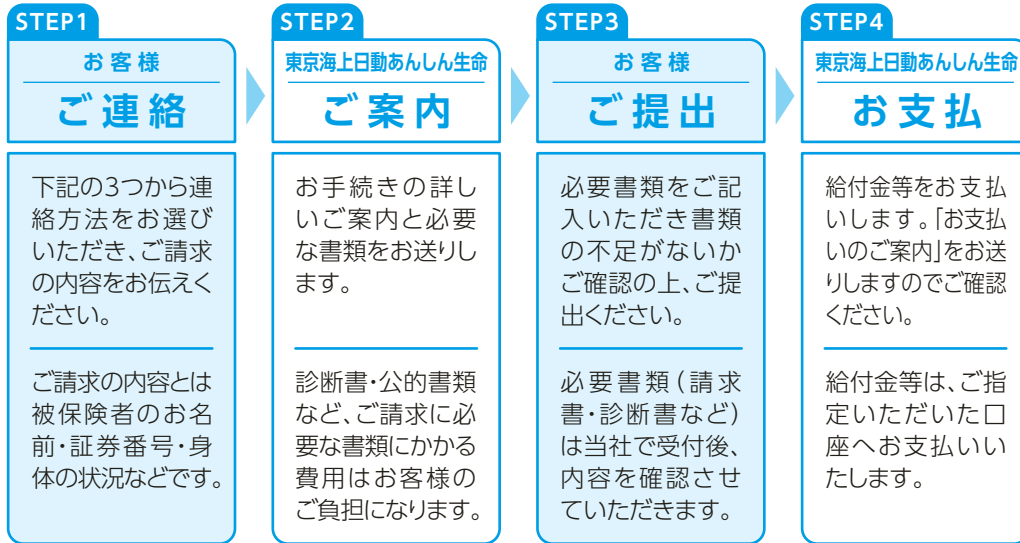 STEP1
お客様
ご連絡
下記の3つから連
絡方法をお選び
いただき、ご請求
の内容をお伝えく
ださい。
ご請求の内容とは
被保険者のお名
前・証券番号・身
体の状況などです。
STEP2
東京海上日動あんしん生命
ご案内
お手続きの詳し
いご案内と必要
な書類をお送りし
ます。
診断書・公的書類
など、ご請求に必
要な書類にかかる
費用はお客様の
ご負担になります。
STEP3
お客様
ご提出
必要書類をご記
入いただき書類
の不足がないか
ご確認の上、ご提
出ください。
必要書類(請求
書・診断書など)
は当社で受付後、
内容を確認させ
ていただきます。
STEP4
東京海上日動あんしん生命
お支払
給付金等をお支払
いします。「お支払
いのご案内」をお送
りしますのでご確認
ください。
給付金等は、ご指
定いただいた口
座へお支払いい
たします。